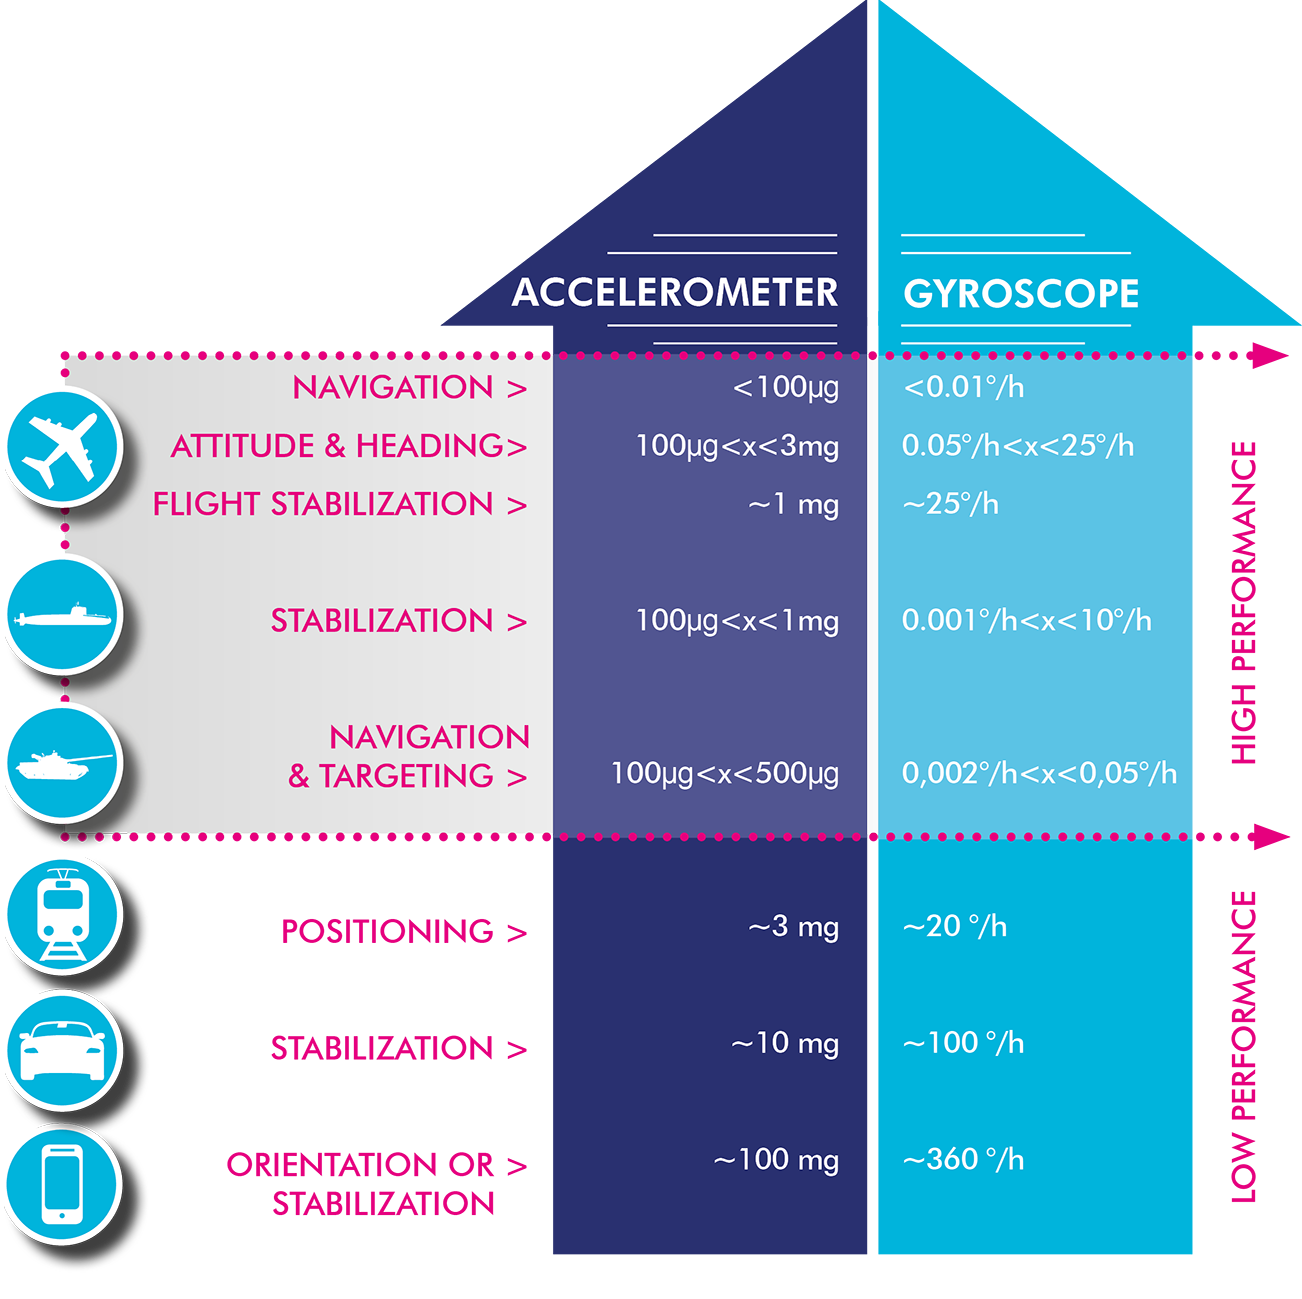 ACCELEROMETER GYROSCOPE
NAVIGATION > <100µg <0.01°/h
ATTITUDE & HEADING> 100µg<x<3mg 0.05°/h<x<25°/h
FLIGHT STABILIZATION > ~1 mg ~25°/h
STABILIZATION > 100µg<x<1mg 0.001°/h<x<10°/h
NAVIGATION
& TARGETING > 100µg<x<500µg 0,002°/h<x<0,05°/h
HIGH PERFORMANCE
POSITIONING > ~3 mg ~20 °/h
STABILIZATION > ~10 mg ~100 °/h
ORIENTATION OR > ~100 mg ~360 °/h
STABILIZATION
LOW PERFORMANCE